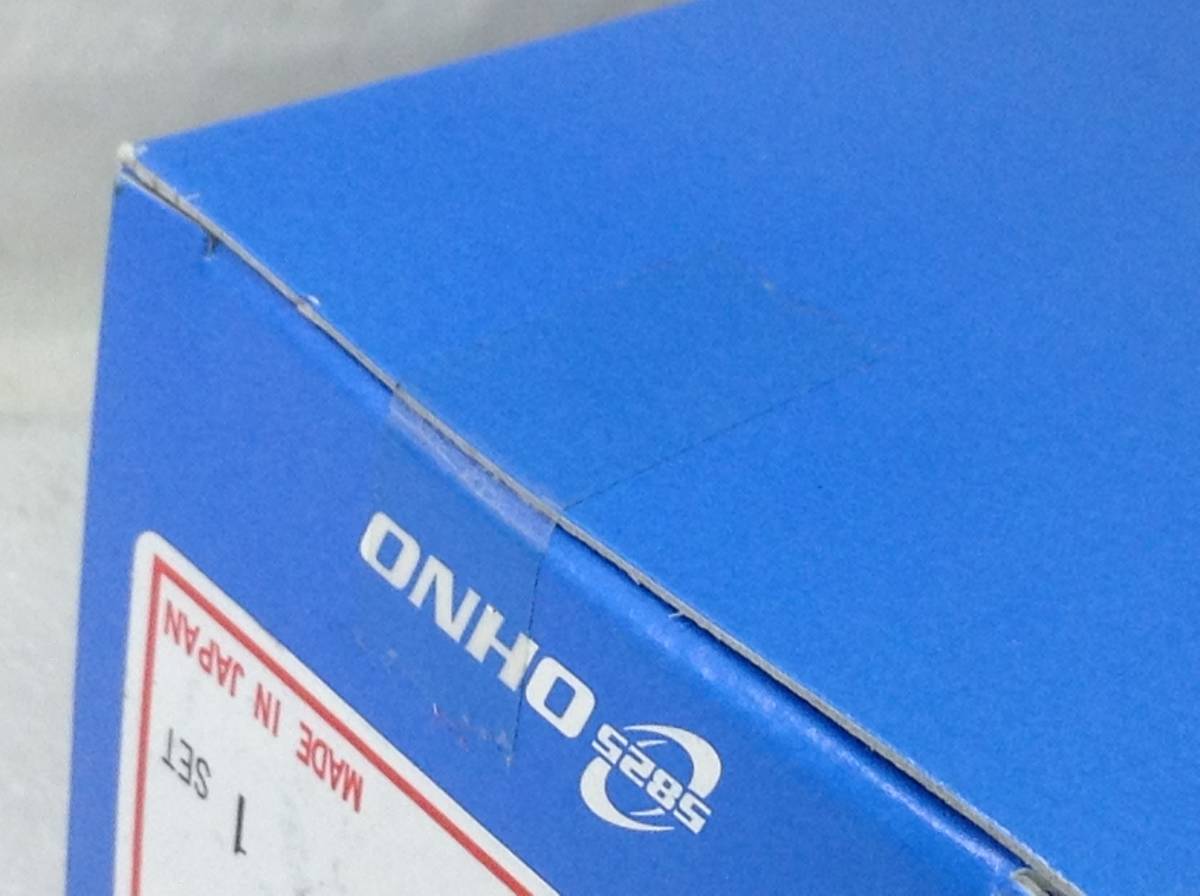 5825 OHNO
MADE IN JAPAN
1 SET